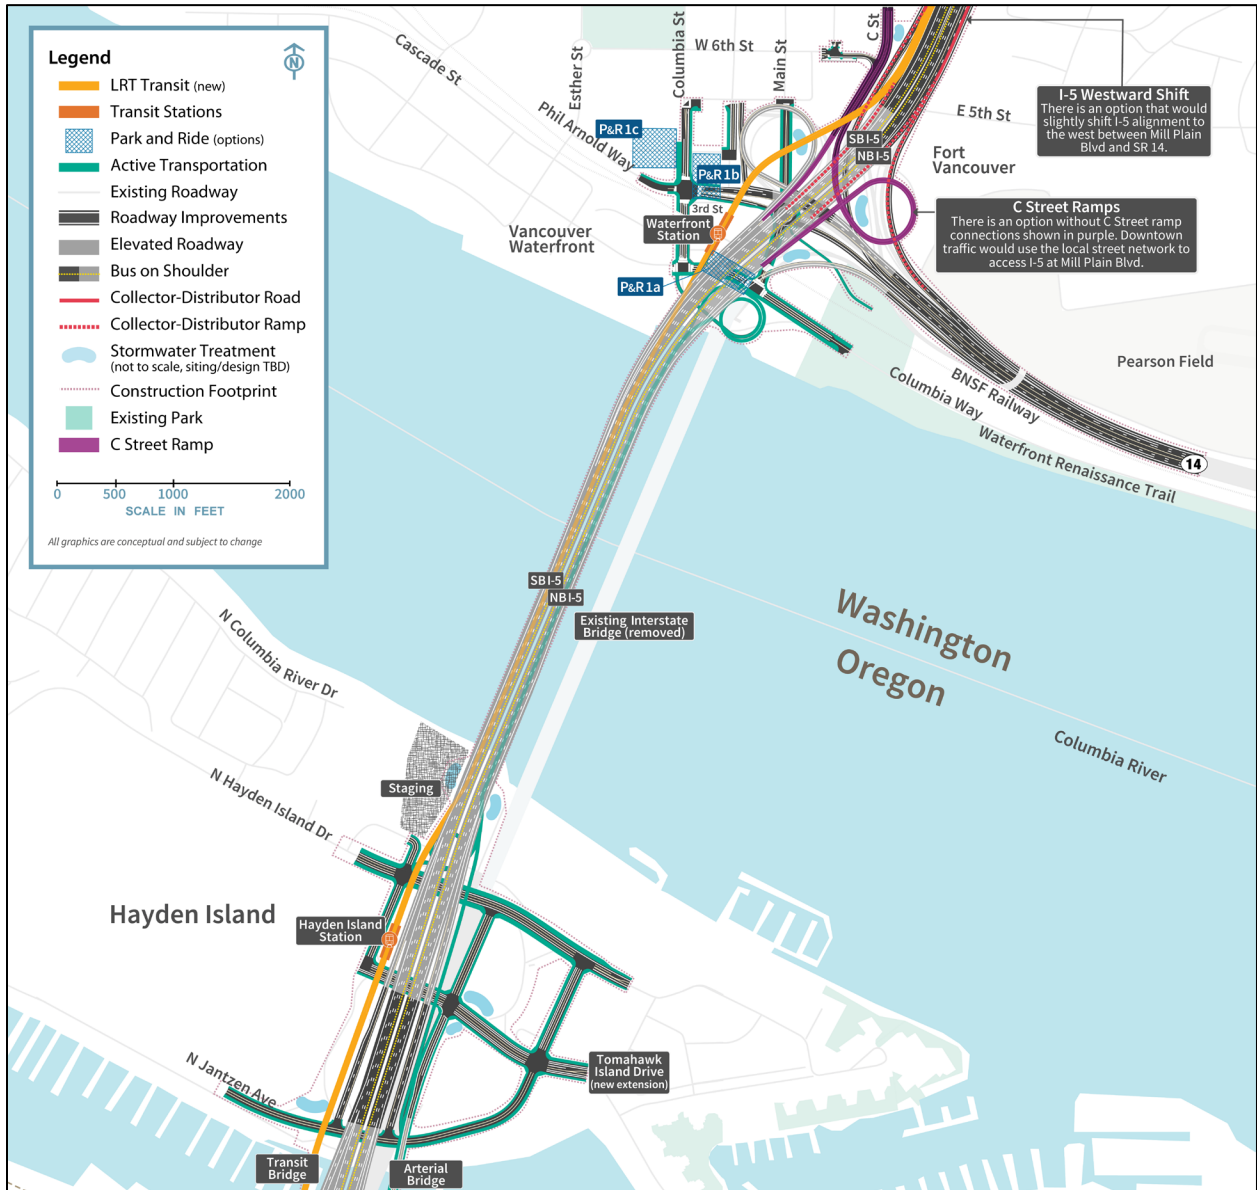 Legend
N
LRT Transit (new)
Transit Stations
Park and Ride (options)
Active Transportation
Existing Roadway
Roadway Improvements
Elevated Roadway
Bus on Shoulder
Collector-Distributor Road
Collector-Distributor Ramp
Stormwater Treatment
(not to scale, siting/design TBD)
Construction Footprint
Existing Park
C Street Ramp
0 500 1000 2000
SCALE IN FEET
All graphics are conceptual and subject to change
Cascade St
Esther St
Columbia St
W 6th St
Main St
C St
Phil Arnold Way
P&R 1c
P&R 1b
3rd St
Waterfront
Station
Vancouver
Waterfront
P&R 1a
SB I-5
NB I-5
E 5th St
Fort
Vancouver
I-5 Westward Shift
There is an option that would
slightly shift I-5 alignment to
the west between Mill Plain
Blvd and SR 14.
C Street Ramps
There is an option without C Street ramp
connections shown in purple. Downtown
traffic would use the local street network to
access I-5 at Mill Plain Blvd.
Pearson Field
BNSF Railway
Columbia Way
Waterfront Renaissance Trail
14
SB I-5
NB I-5
Existing Interstate
Bridge (removed)
Washington
Oregon
Columbia River
N Columbia River Dr
N Hayden Island Dr
Staging
Hayden Island
Hayden Island
Station
N Jantzen Ave
Tomahawk
Island Drive
(new extension)
Transit
Bridge
Arterial
Bridge